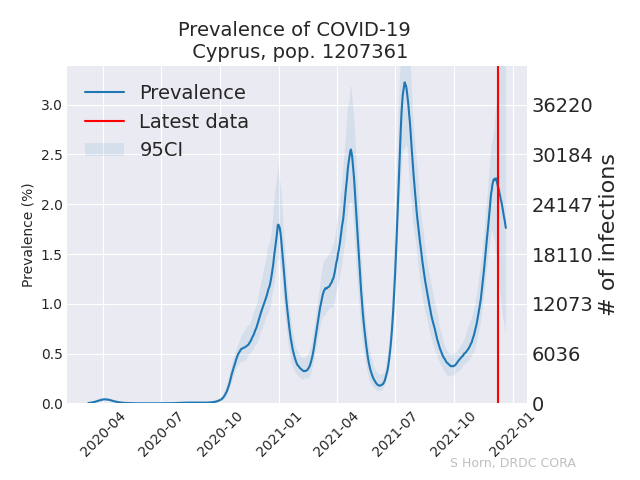 Prevalence of COVID-19
Cyprus, pop. 1207361
Prevalence
Latest data
95CI
Prevalence (%)
3.0
2.5
2.0
1.5
1.0
0.5
0.0
36220
30184
24147
18110
12073
6036
0
# of infections
2020-04
2020-07
2020-10
2021-01
2021-04
2021-07
2021-10
2022-01
S Horn, DRDC CORA